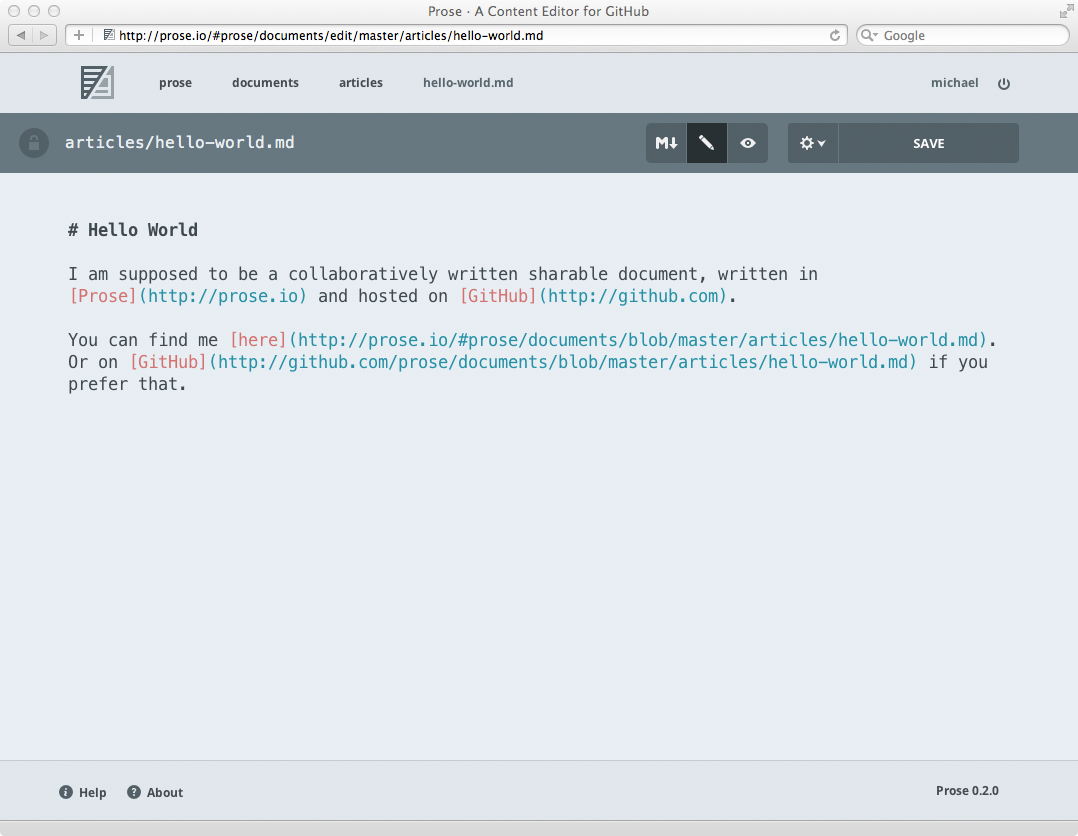 Prose · A Content Editor for GitHub
http://prose.io/#prose/documents/edit/master/articles/hello-world.md
Google
prose documents articles hello-world.md michael
articles/hello-world.md M SAVE
# Hello World
I am supposed to be a collaboratively written sharable document, written in
[Prose](http://prose.io) and hosted on [GitHub](http://github.com).
You can find me [here](http://prose.io/#prose/documents/blob/master/articles/hello-world.md).
Or on [GitHub](http://github.com/prose/documents/blob/master/articles/hello-world.md) if you
prefer that.
Help About Prose 0.2.0